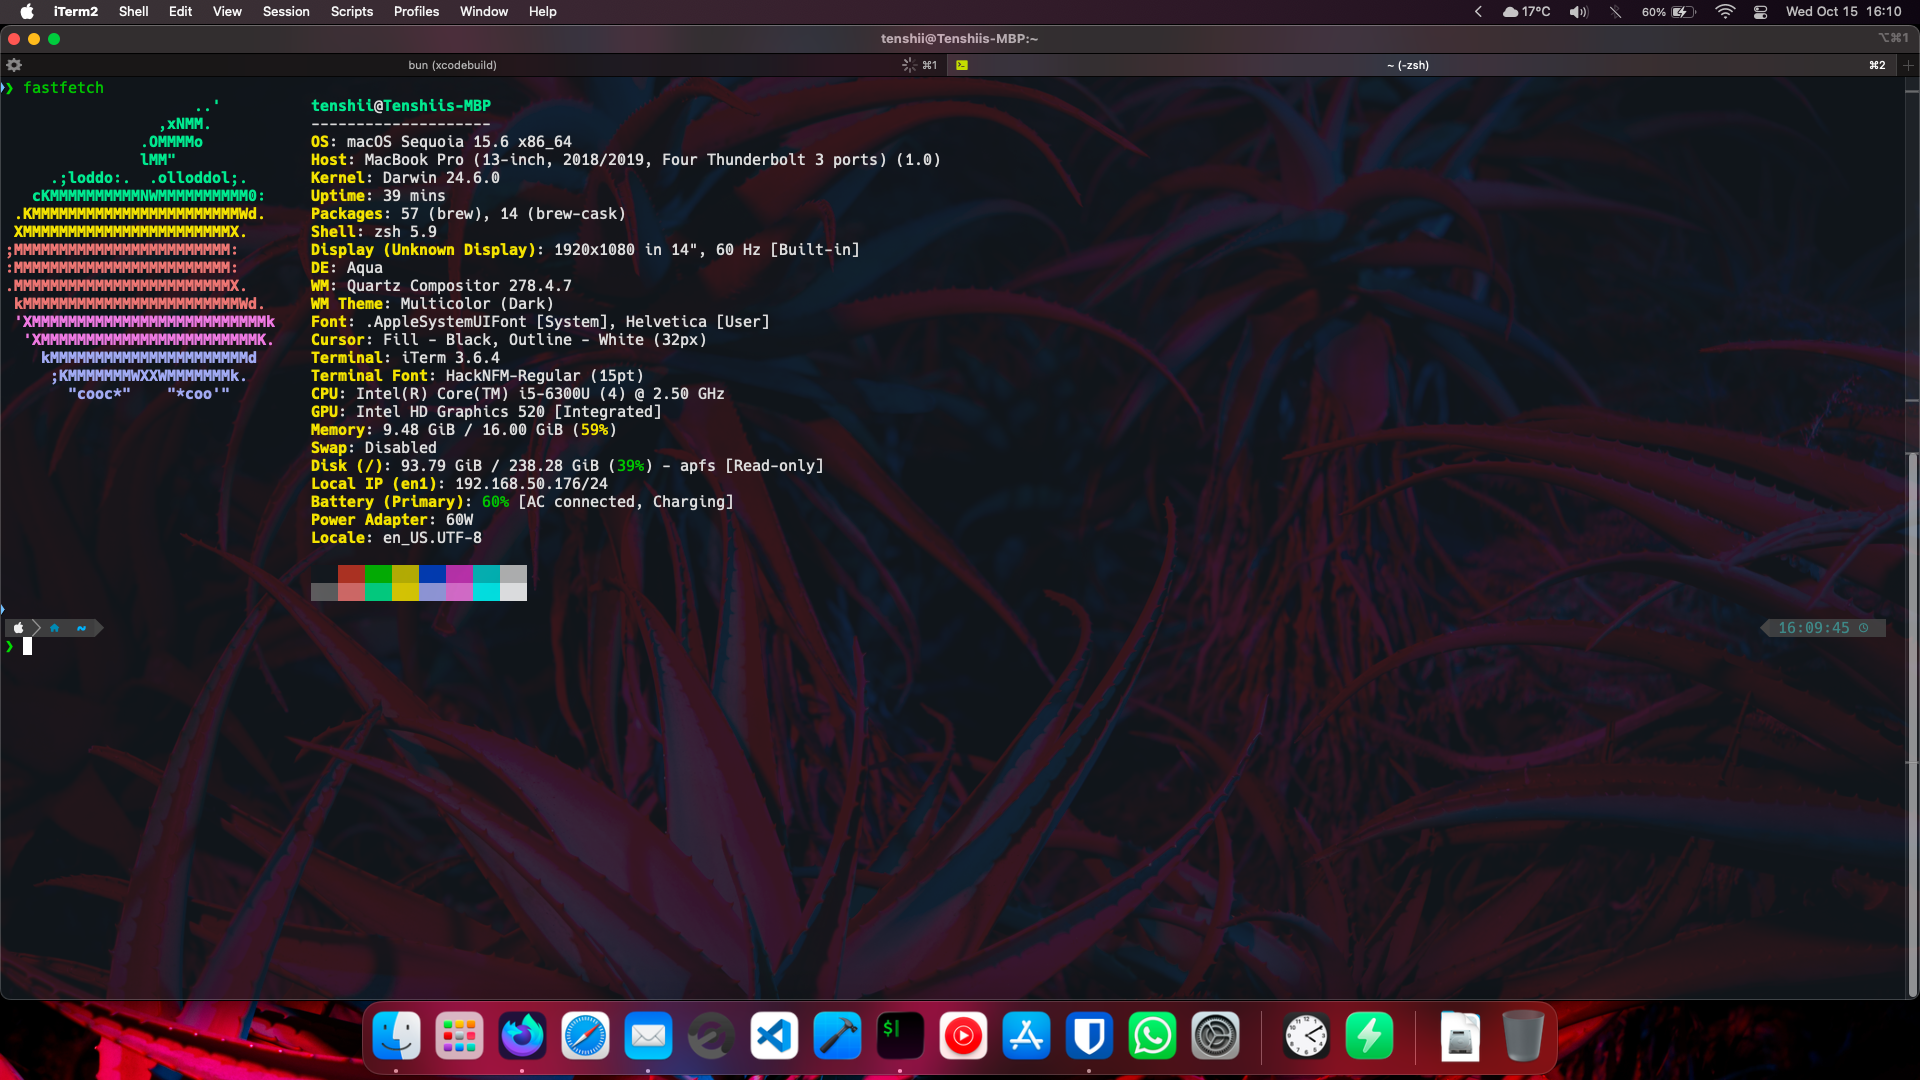 iTerm2 Shell Edit View Session Scripts Profiles Window Help 17°C 60% Wed Oct 15 16:10
tenshii@Tenshiis-MBP:~ ⌥⌘1
bun (xcodebuild) ⌘1 ~ (-zsh) ⌘2
❯ fastfetch
..'
,xNMM.
.OMMMMo
lMM"
.;loddo:. .olloddol;.
cKMMMMMMMMMMNWMMMMMMMMMM0:
.KMMMMMMMMMMMMMMMMMMMMMMMWd.
XMMMMMMMMMMMMMMMMMMMMMMMX.
;MMMMMMMMMMMMMMMMMMMMMMMM:
:MMMMMMMMMMMMMMMMMMMMMMMM:
.MMMMMMMMMMMMMMMMMMMMMMMMX.
kMMMMMMMMMMMMMMMMMMMMMMMMWd.
'XMMMMMMMMMMMMMMMMMMMMMMMMMMk
'XMMMMMMMMMMMMMMMMMMMMMMMMK.
kMMMMMMMMMMMMMMMMMMMMMMd
;KMMMMMMMWXXWMMMMMMMk.
"cooc*" "*coo'"
tenshii@Tenshiis-MBP
--------------------
OS: macOS Sequoia 15.6 x86_64
Host: MacBook Pro (13-inch, 2018/2019, Four Thunderbolt 3 ports) (1.0)
Kernel: Darwin 24.6.0
Uptime: 39 mins
Packages: 57 (brew), 14 (brew-cask)
Shell: zsh 5.9
Display (Unknown Display): 1920x1080 in 14", 60 Hz [Built-in]
DE: Aqua
WM: Quartz Compositor 278.4.7
WM Theme: Multicolor (Dark)
Font: .AppleSystemUIFont [System], Helvetica [User]
Cursor: Fill - Black, Outline - White (32px)
Terminal: iTerm 3.6.4
Terminal Font: HackNFM-Regular (15pt)
CPU: Intel(R) Core(TM) i5-6300U (4) @ 2.50 GHz
GPU: Intel HD Graphics 520 [Integrated]
Memory: 9.48 GiB / 16.00 GiB (59%)
Swap: Disabled
Disk (/): 93.79 GiB / 238.28 GiB (39%) - apfs [Read-only]
Local IP (en1): 192.168.50.176/24
Battery (Primary): 60% [AC connected, Charging]
Power Adapter: 60W
Locale: en_US.UTF-8
~ 16:09:45
❯
$